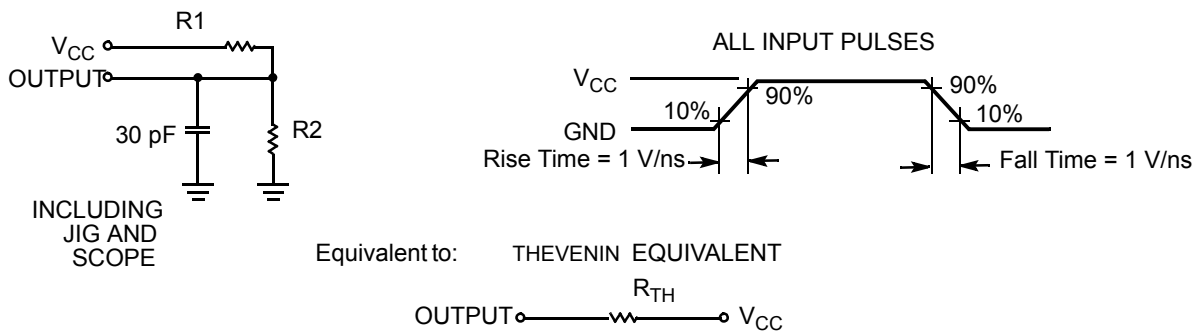 R1
VCC
OUTPUT
30 pF
R2
INCLUDING
JIG AND
SCOPE
ALL INPUT PULSES
VCC
GND
10%
90%
90%
10%
Rise Time = 1 V/ns
Fall Time = 1 V/ns
Equivalent to: THEVENIN EQUIVALENT
RTH
OUTPUT
VCC